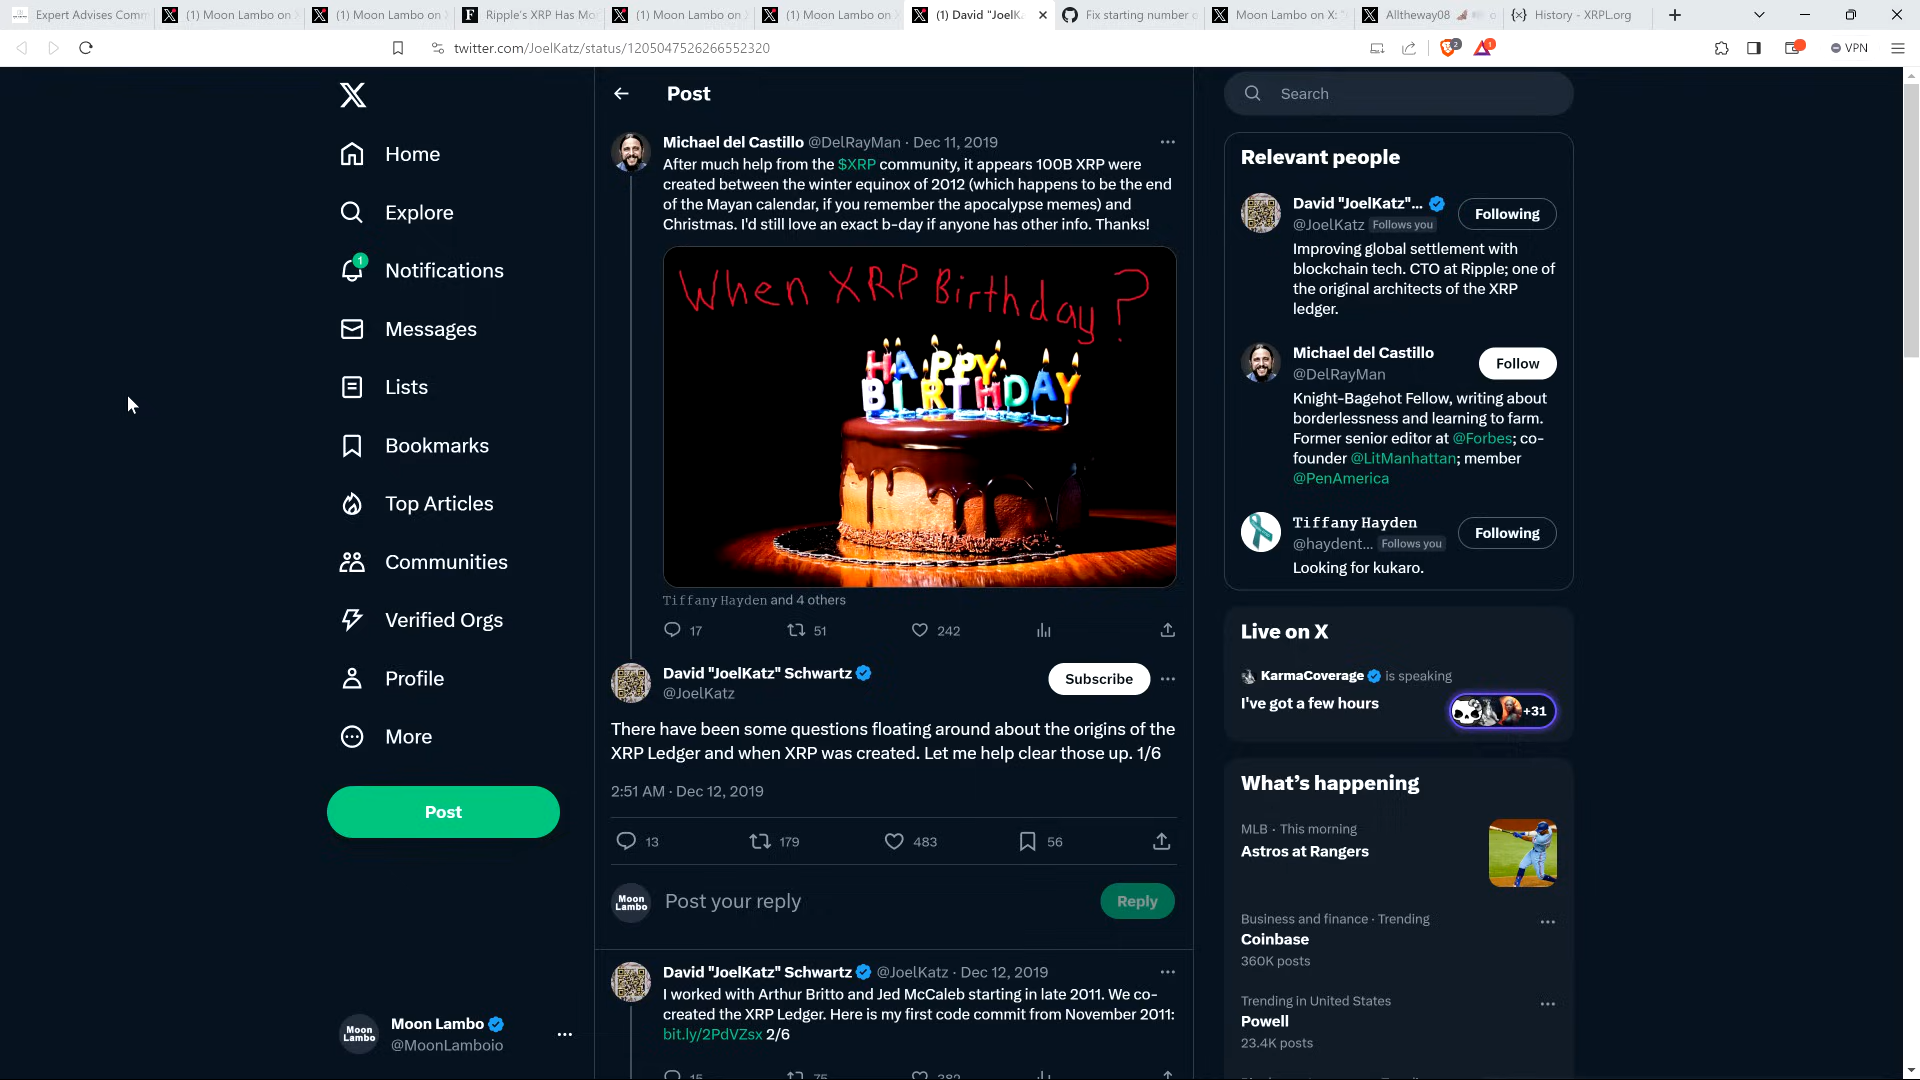 Expert Advises Comm
(1) Moon Lambo on
(1) Moon Lambo on
Ripple's XRP Has Mo
(1) Moon Lambo on
(1) Moon Lambo on
(1) David "JoelKa
Fix starting number o
Moon Lambo on X: "
Alltheway08
History - XRPL.org
twitter.com/JoelKatz/status/1205047526266552320
2
1
VPN
Home
Explore
1
Notifications
Messages
Lists
Bookmarks
Top Articles
Communities
Verified Orgs
Profile
More
Post
Moon Lambo
Moon Lambo
@MoonLamboio
Post
Michael del Castillo @DelRayMan · Dec 11, 2019
After much help from the $XRP community, it appears 100B XRP were
created between the winter equinox of 2012 (which happens to be the end
of the Mayan calendar, if you remember the apocalypse memes) and
Christmas. I'd still love an exact b-day if anyone has other info. Thanks!
When XRP Birthday?
HAPPY
BIRTHDAY
Tiffany Hayden and 4 others
17 51 242
David "JoelKatz" Schwartz
@JoelKatz
Subscribe
There have been some questions floating around about the origins of the
XRP Ledger and when XRP was created. Let me help clear those up. 1/6
2:51 AM · Dec 12, 2019
13 179 483 56
Moon Lambo
Post your reply
Reply
David "JoelKatz" Schwartz @JoelKatz · Dec 12, 2019
I worked with Arthur Britto and Jed McCaleb starting in late 2011. We co-
created the XRP Ledger. Here is my first code commit from November 2011:
bit.ly/2PdVZsx 2/6
Search
Relevant people
David "JoelKatz"...
@JoelKatz Follows you
Following
Improving global settlement with
blockchain tech. CTO at Ripple; one of
the original architects of the XRP
ledger.
Michael del Castillo
@DelRayMan
Follow
Knight-Bagehot Fellow, writing about
borderlessness and learning to farm.
Former senior editor at @Forbes; co-
founder @LitManhattan; member
@PenAmerica
Tiffany Hayden
@haydent... Follows you
Following
Looking for kukaro.
Live on X
KarmaCoverage is speaking
I've got a few hours
+31
What's happening
MLB · This morning
Astros at Rangers
Business and finance · Trending
Coinbase
360K posts
Trending in United States
Powell
23.4K posts